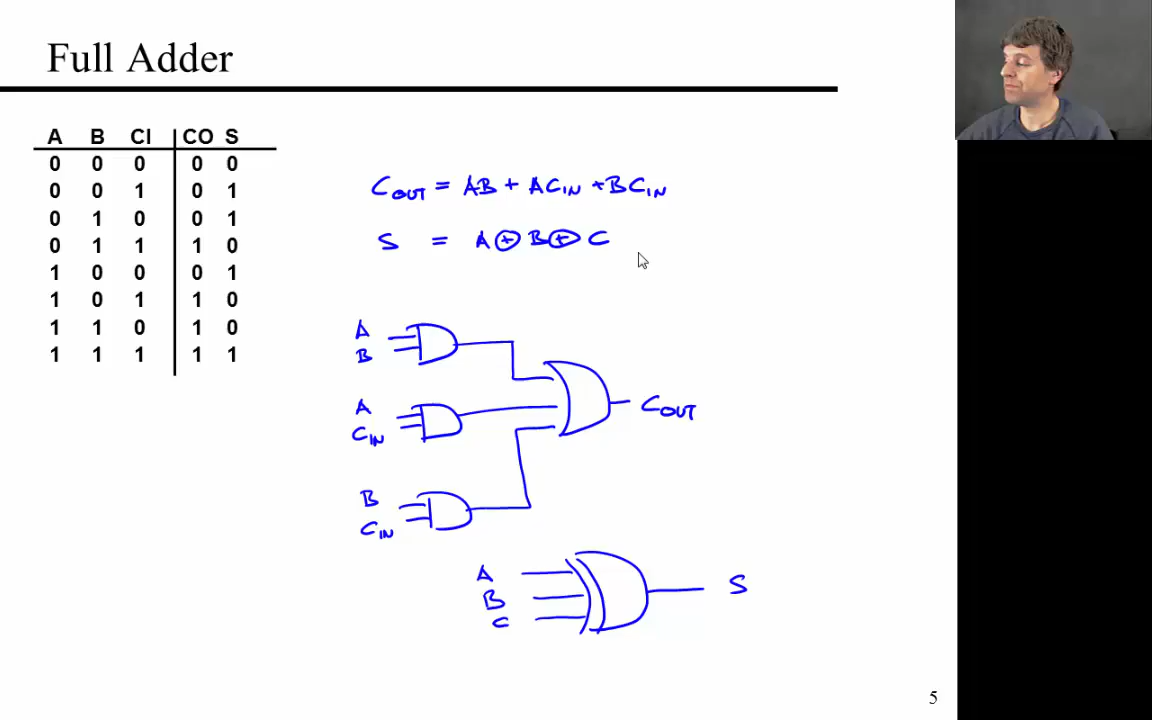 Full Adder
A B CI CO S
0 0 0 0 0
0 0 1 0 1
0 1 0 0 1
0 1 1 1 0
1 0 0 0 1
1 0 1 1 0
1 1 0 1 0
1 1 1 1 1
COUT = AB + ACIN + BCIN
S = A ⊕ B ⊕ C
A
B
A
CIN
COUT
B
CIN
A
B
C
S
5